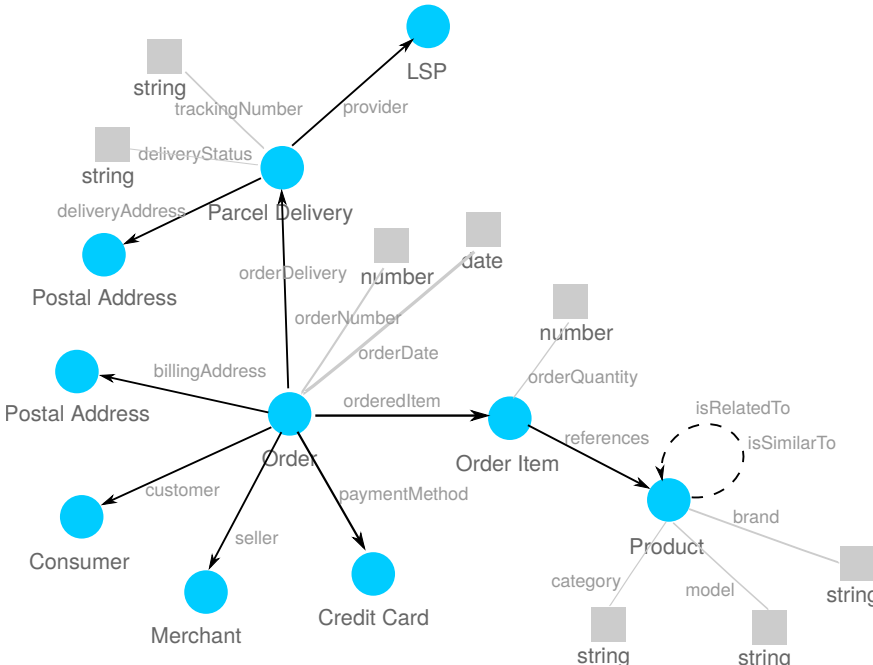 LSP
string
trackingNumber
provider
deliveryStatus
string
deliveryAddress
Parcel Delivery
Postal Address
orderDelivery
number
date
orderNumber
number
orderDate
billingAddress
orderQuantity
Postal Address
orderedItem
isRelatedTo
references
isSimilarTo
Order
Order Item
customer
paymentMethod
brand
seller
Product
Consumer
category
model
string
Credit Card
Merchant
string
string